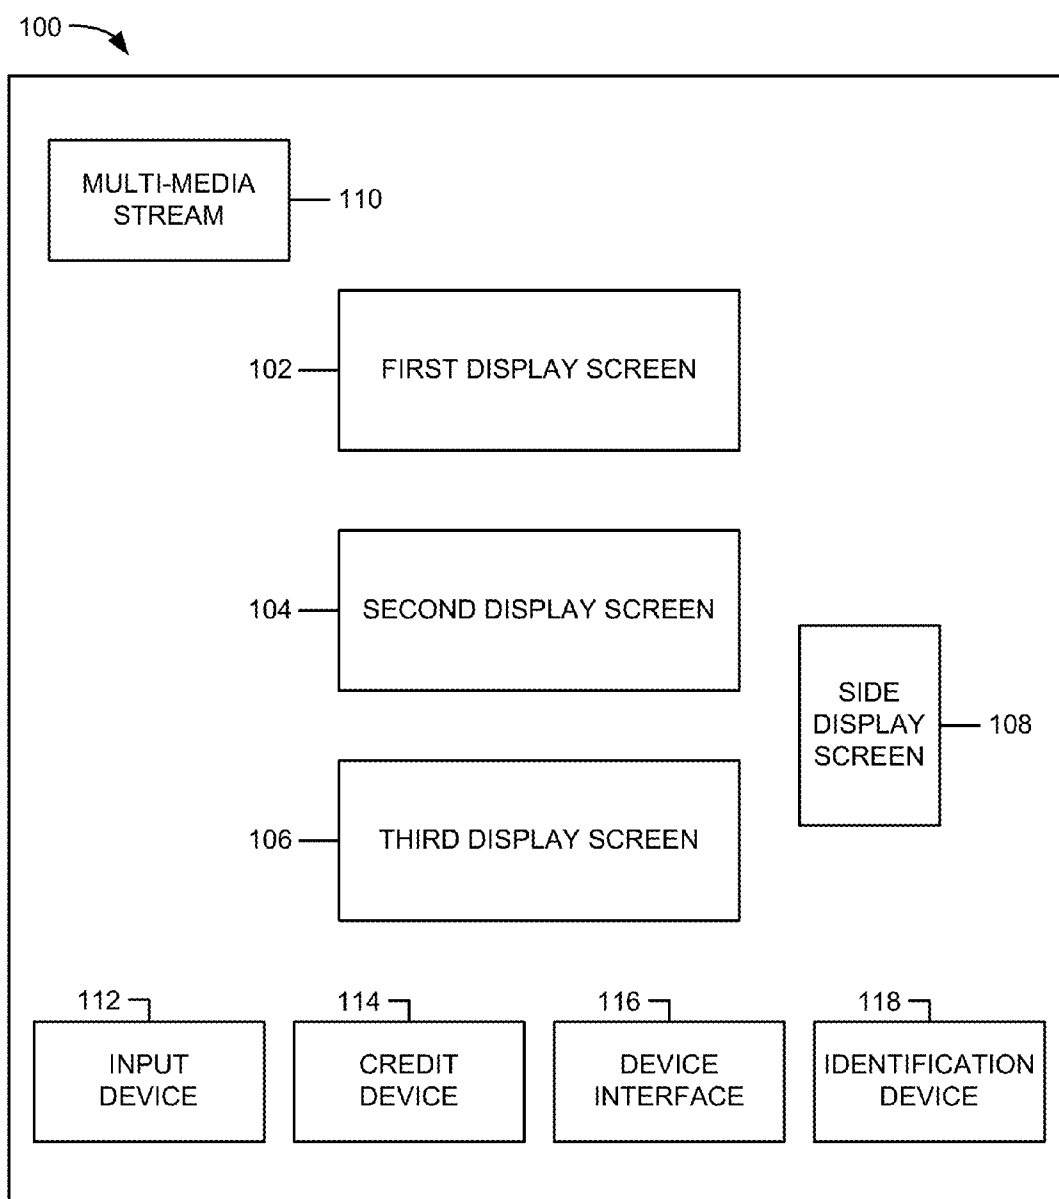 100
MULTI-MEDIA
STREAM
110
102
FIRST DISPLAY SCREEN
104
SECOND DISPLAY SCREEN
SIDE
DISPLAY
SCREEN
108
106
THIRD DISPLAY SCREEN
112
INPUT
DEVICE
114
CREDIT
DEVICE
116
DEVICE
INTERFACE
118
IDENTIFICATION
DEVICE